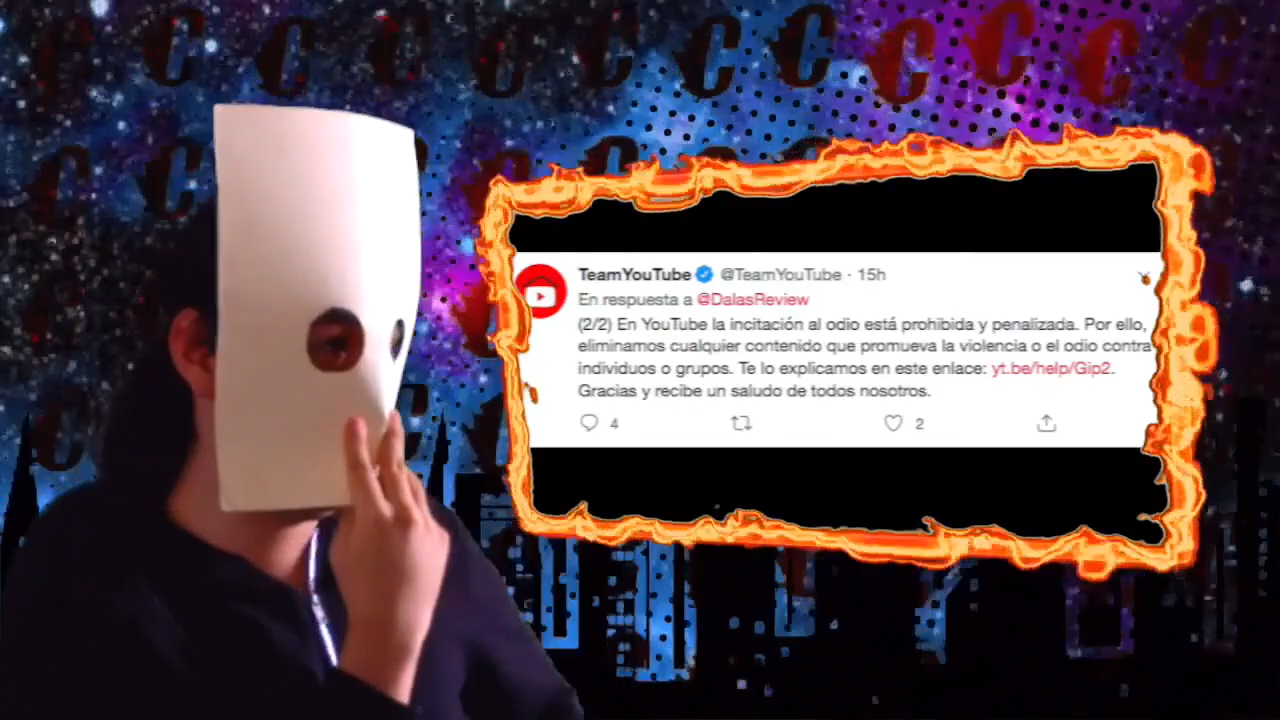 TeamYouTube @TeamYouTube · 15h
En respuesta a @DalasReview
(2/2) En YouTube la incitación al odio está prohibida y penalizada. Por ello,
eliminamos cualquier contenido que promueva la violencia o el odio contra
individuos o grupos. Te lo explicamos en este enlace: yt.be/help/Gip2.
Gracias y recibe un saludo de todos nosotros.
4 2